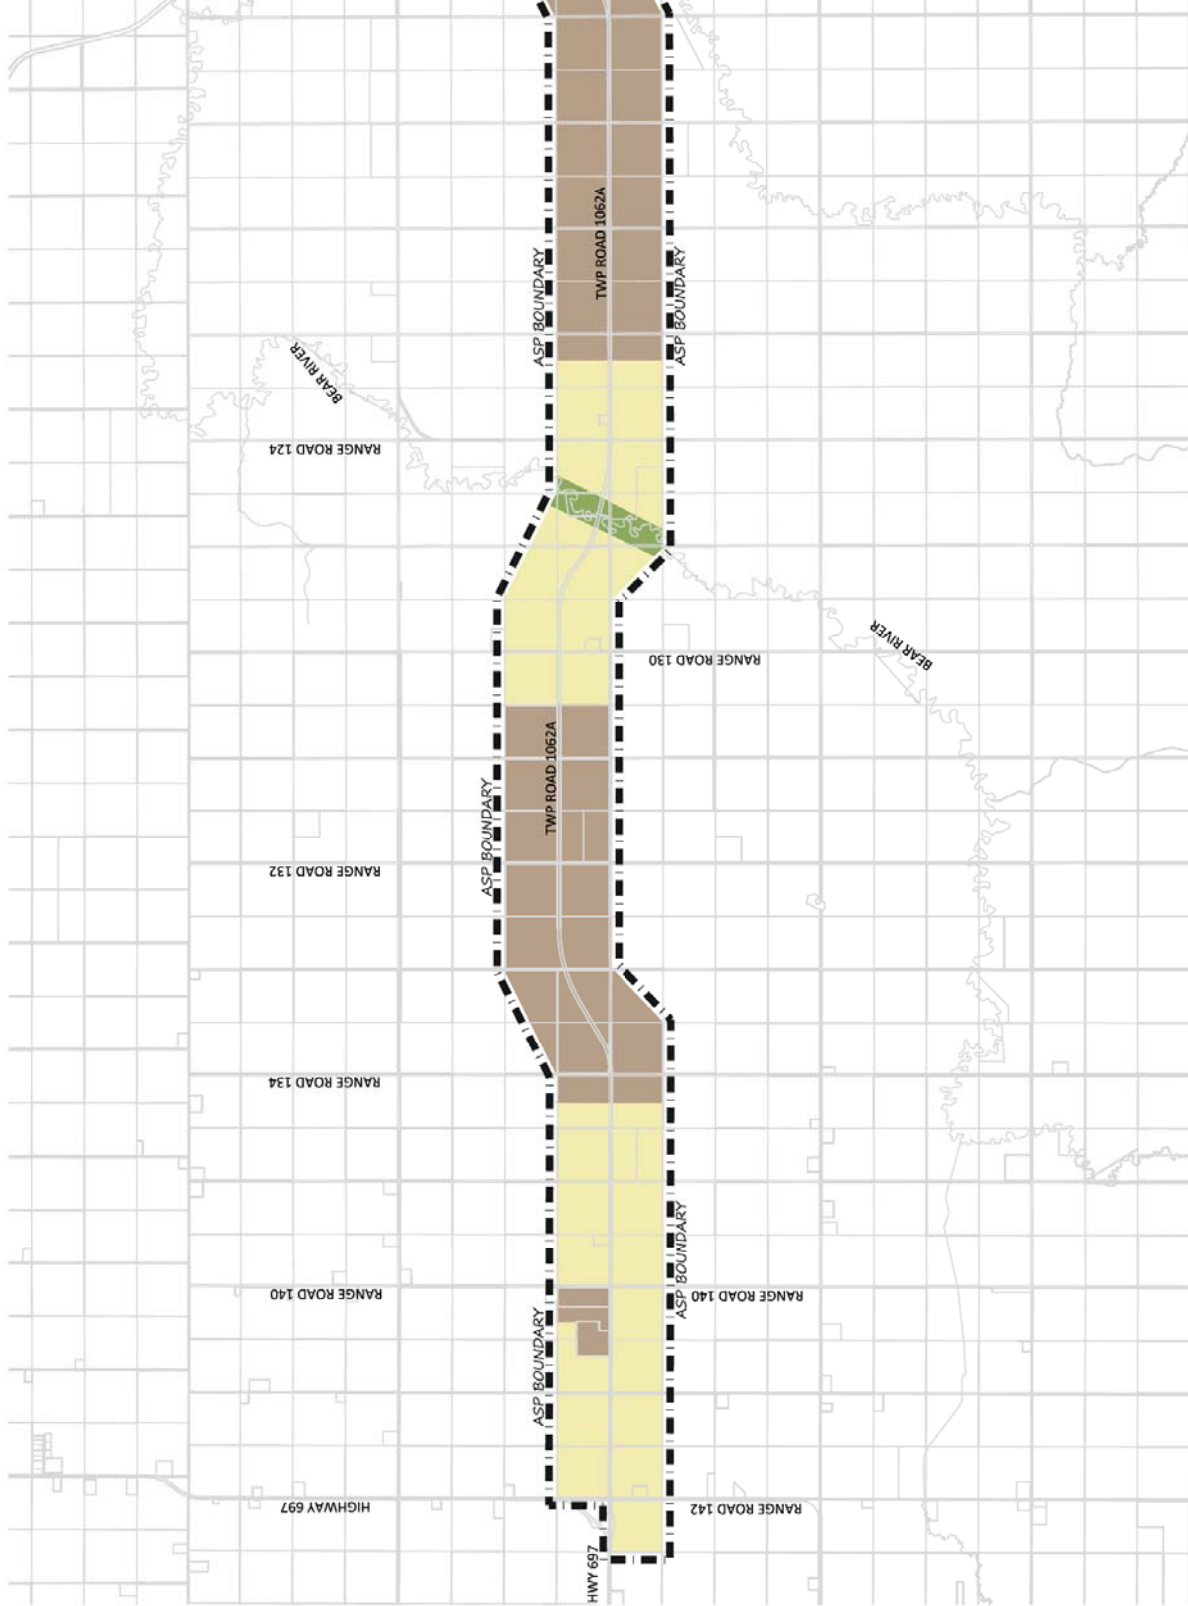 TWP ROAD 1062A
ASP BOUNDARY
ASP BOUNDARY
BEAR RIVER
RANGE ROAD 124
BEAR RIVER
RANGE ROAD 130
TWP ROAD 1062A
ASP BOUNDARY
RANGE ROAD 132
RANGE ROAD 134
ASP BOUNDARY
RANGE ROAD 140
RANGE ROAD 140
ASP BOUNDARY
HIGHWAY 697
RANGE ROAD 142
HWY 697